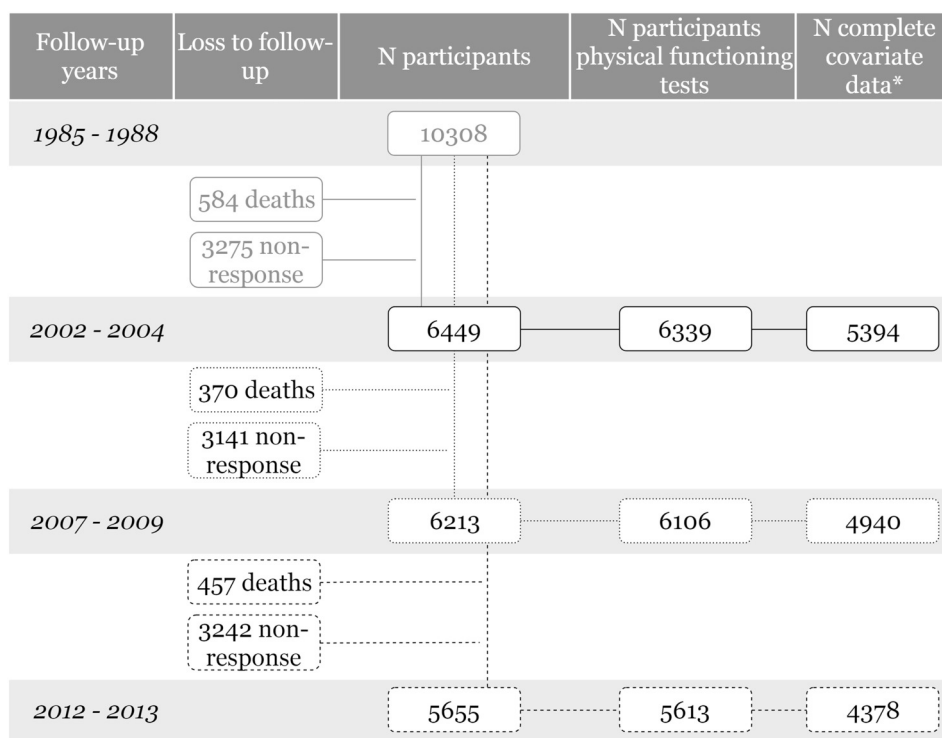 Follow-up years
Loss to follow-up
N participants
N participants physical functioning tests
N complete covariate data*
1985 - 1988
10308
584 deaths
3275 non-
response
2002 - 2004
6449
6339
5394
370 deaths
3141 non-
response
2007 - 2009
6213
6106
4940
457 deaths
3242 non-
response
2012 - 2013
5655
5613
4378